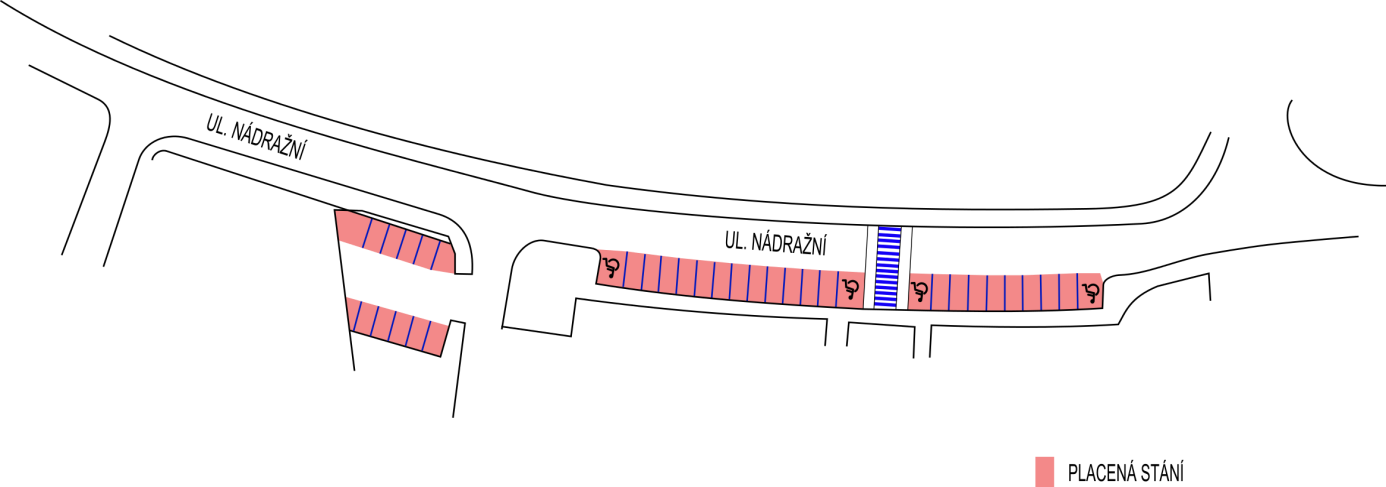 UL. NÁDRAŽNÍ
UL. NÁDRAŽNÍ
PLACENÁ STÁNÍ